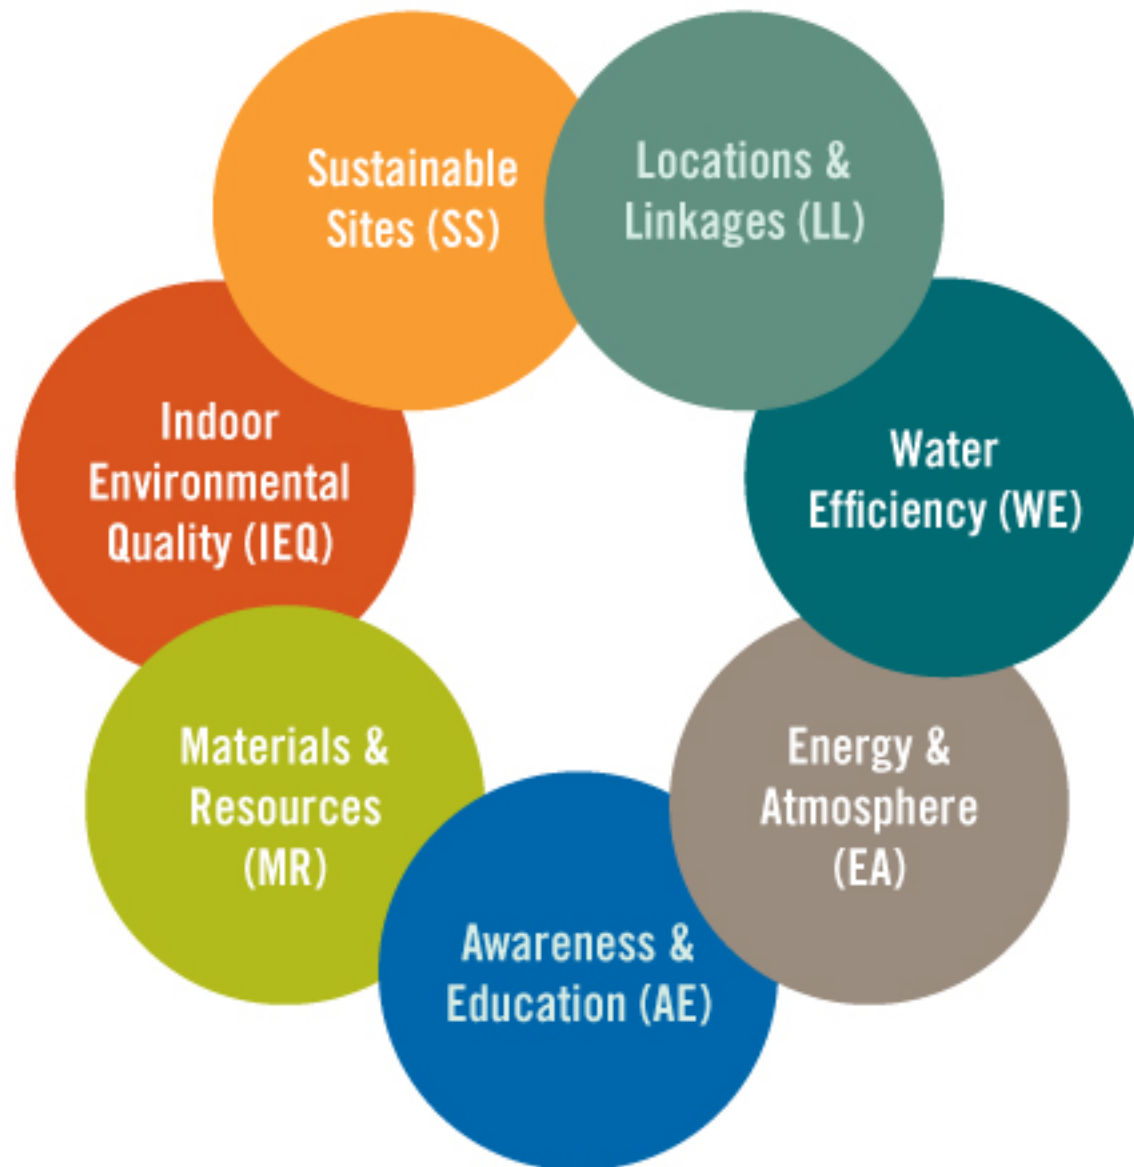 Sustainable
Sites (SS)
Locations &
Linkages (LL)
Indoor
Environmental
Quality (IEQ)
Water
Efficiency (WE)
Materials &
Resources
(MR)
Energy &
Atmosphere
(EA)
Awareness &
Education (AE)